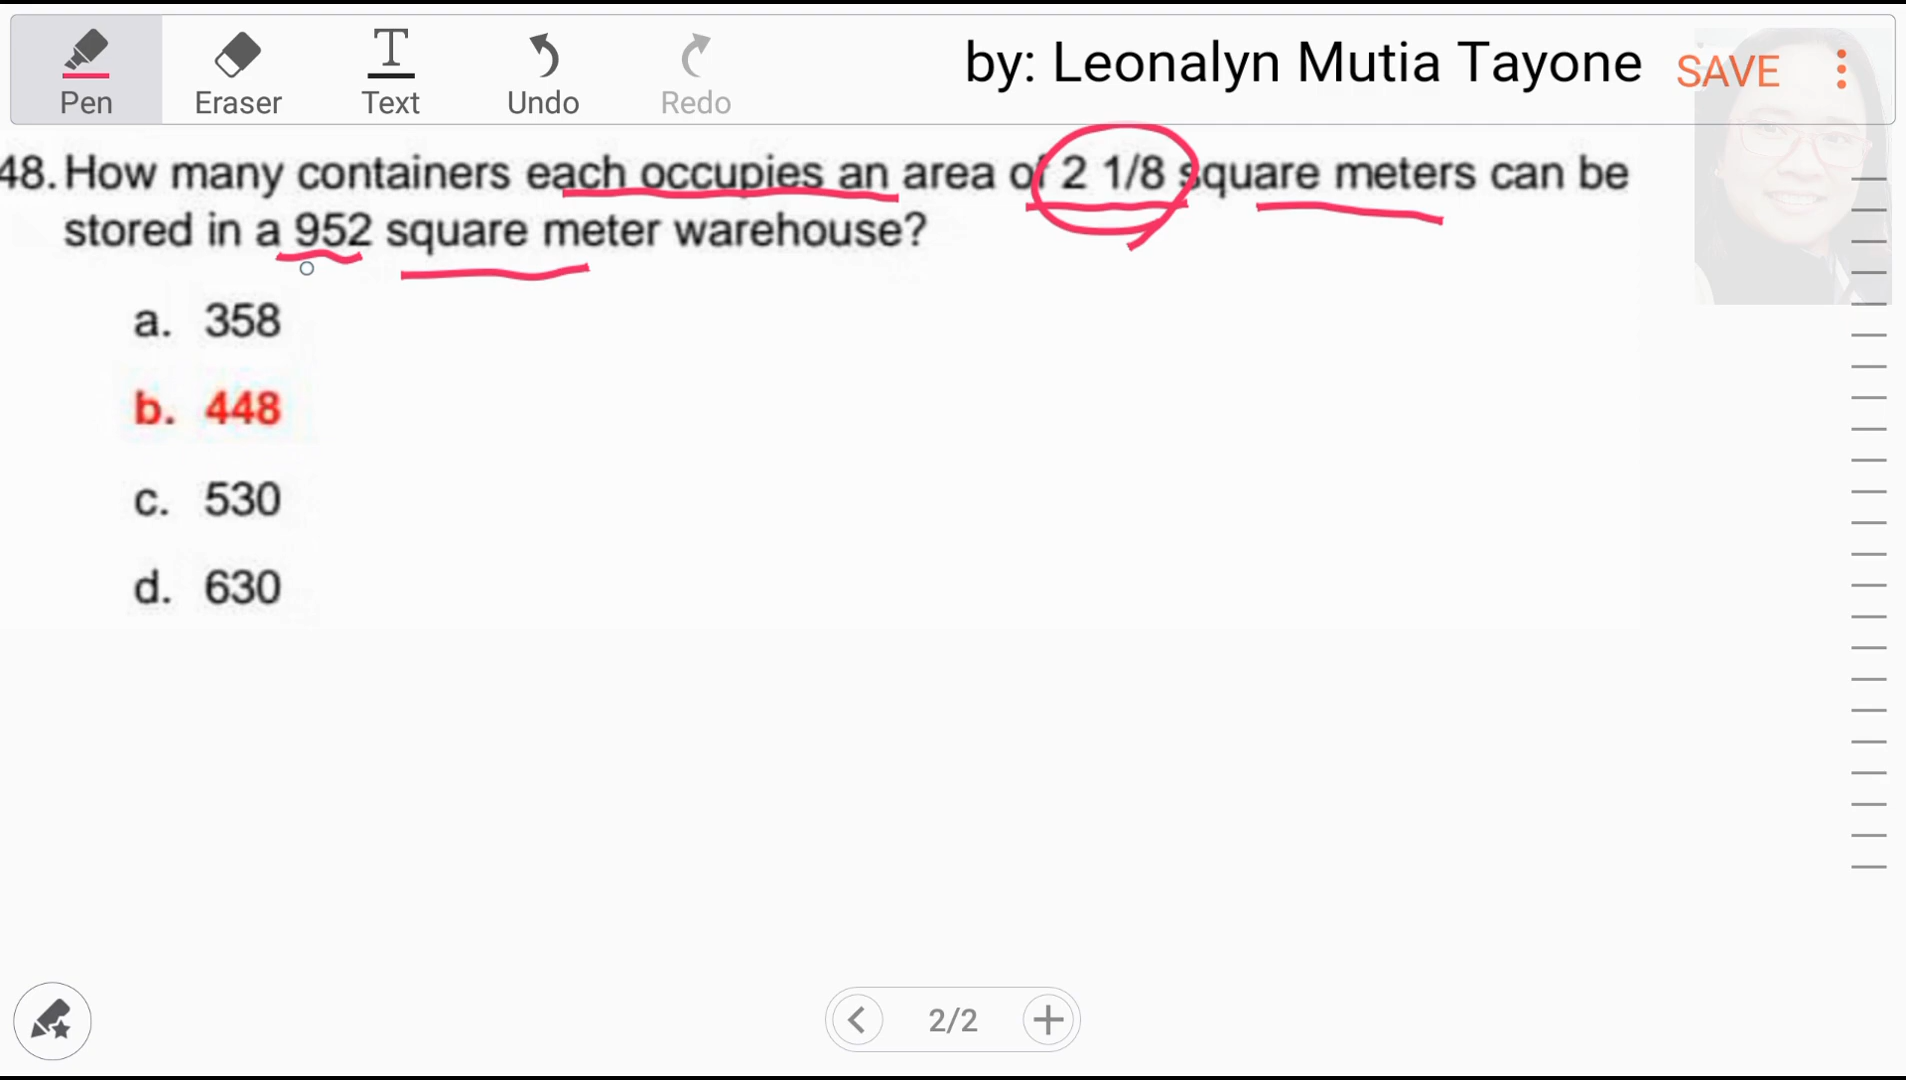 by: Leonalyn Mutia Tayone
SAVE
Pen
Eraser
Text
Undo
Redo
48. How many containers each occupies an area of 2 1/8 square meters can be
stored in a 952 square meter warehouse?
a. 358
b. 448
c. 530
d. 630
2/2